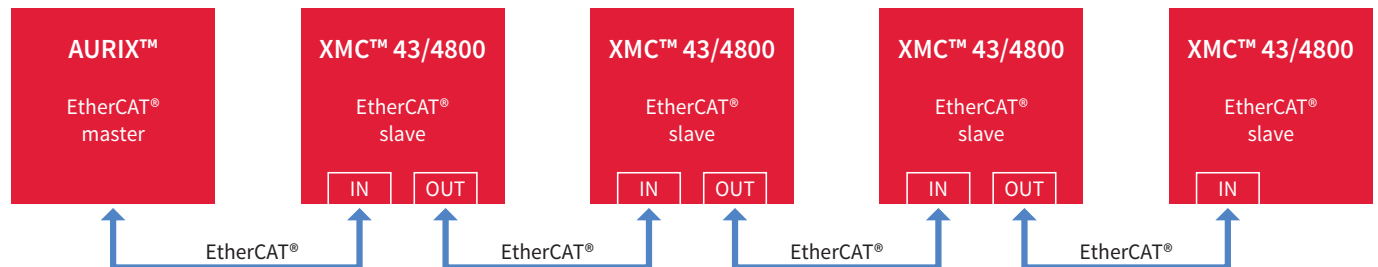 AURIX™
EtherCAT®
master
XMC™ 43/4800
EtherCAT®
slave
IN OUT
XMC™ 43/4800
EtherCAT®
slave
IN OUT
XMC™ 43/4800
EtherCAT®
slave
IN OUT
XMC™ 43/4800
EtherCAT®
slave
IN
EtherCAT®
EtherCAT®
EtherCAT®
EtherCAT®